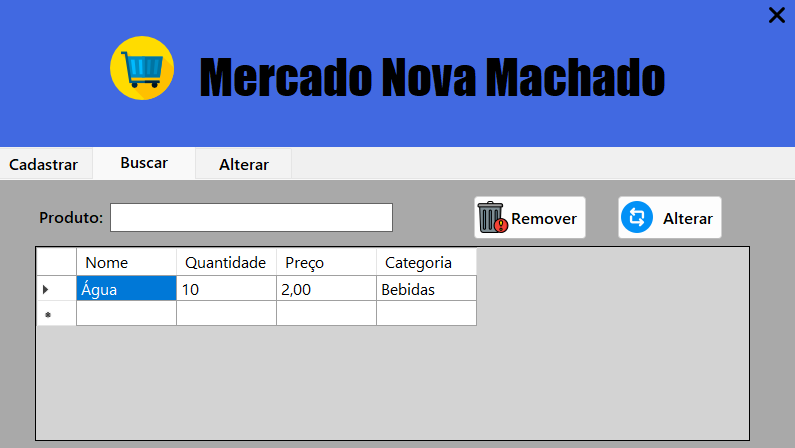 Mercado Nova Machado
Cadastrar Buscar Alterar
Produto: Remover Alterar
Nome Quantidade Preço Categoria
Água 10 2,00 Bebidas